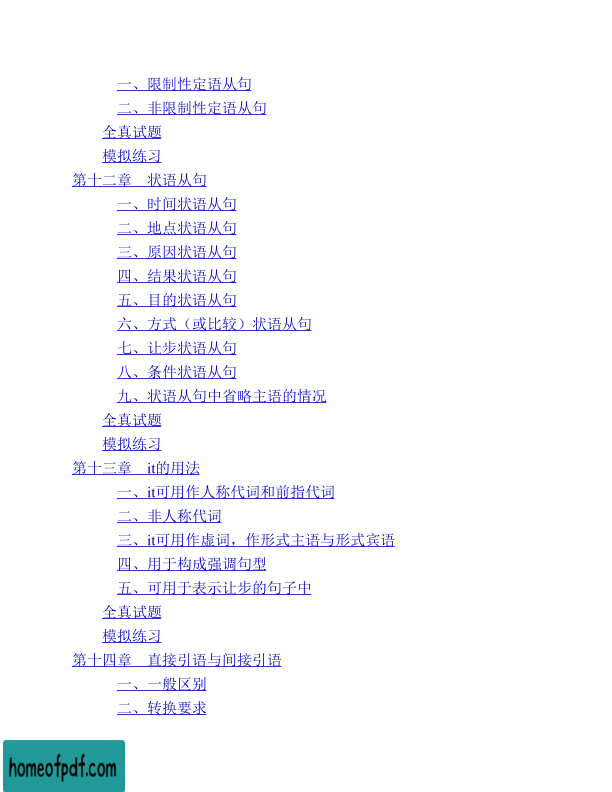 一、限制性定语从句
二、非限制性定语从句
全真试题
模拟练习
第十二章　状语从句
一、时间状语从句
二、地点状语从句
三、原因状语从句
四、结果状语从句
五、目的状语从句
六、方式（或比较）状语从句
七、让步状语从句
八、条件状语从句
九、状语从句中省略主语的情况
全真试题
模拟练习
第十三章　it的用法
一、it可用作人称代词和前指代词
二、非人称代词
三、it可用作虚词，作形式主语与形式宾语
四、用于构成强调句型
五、可用于表示让步的句子中
全真试题
模拟练习
第十四章　直接引语与间接引语
一、一般区别
二、转换要求
homeofpdf.com